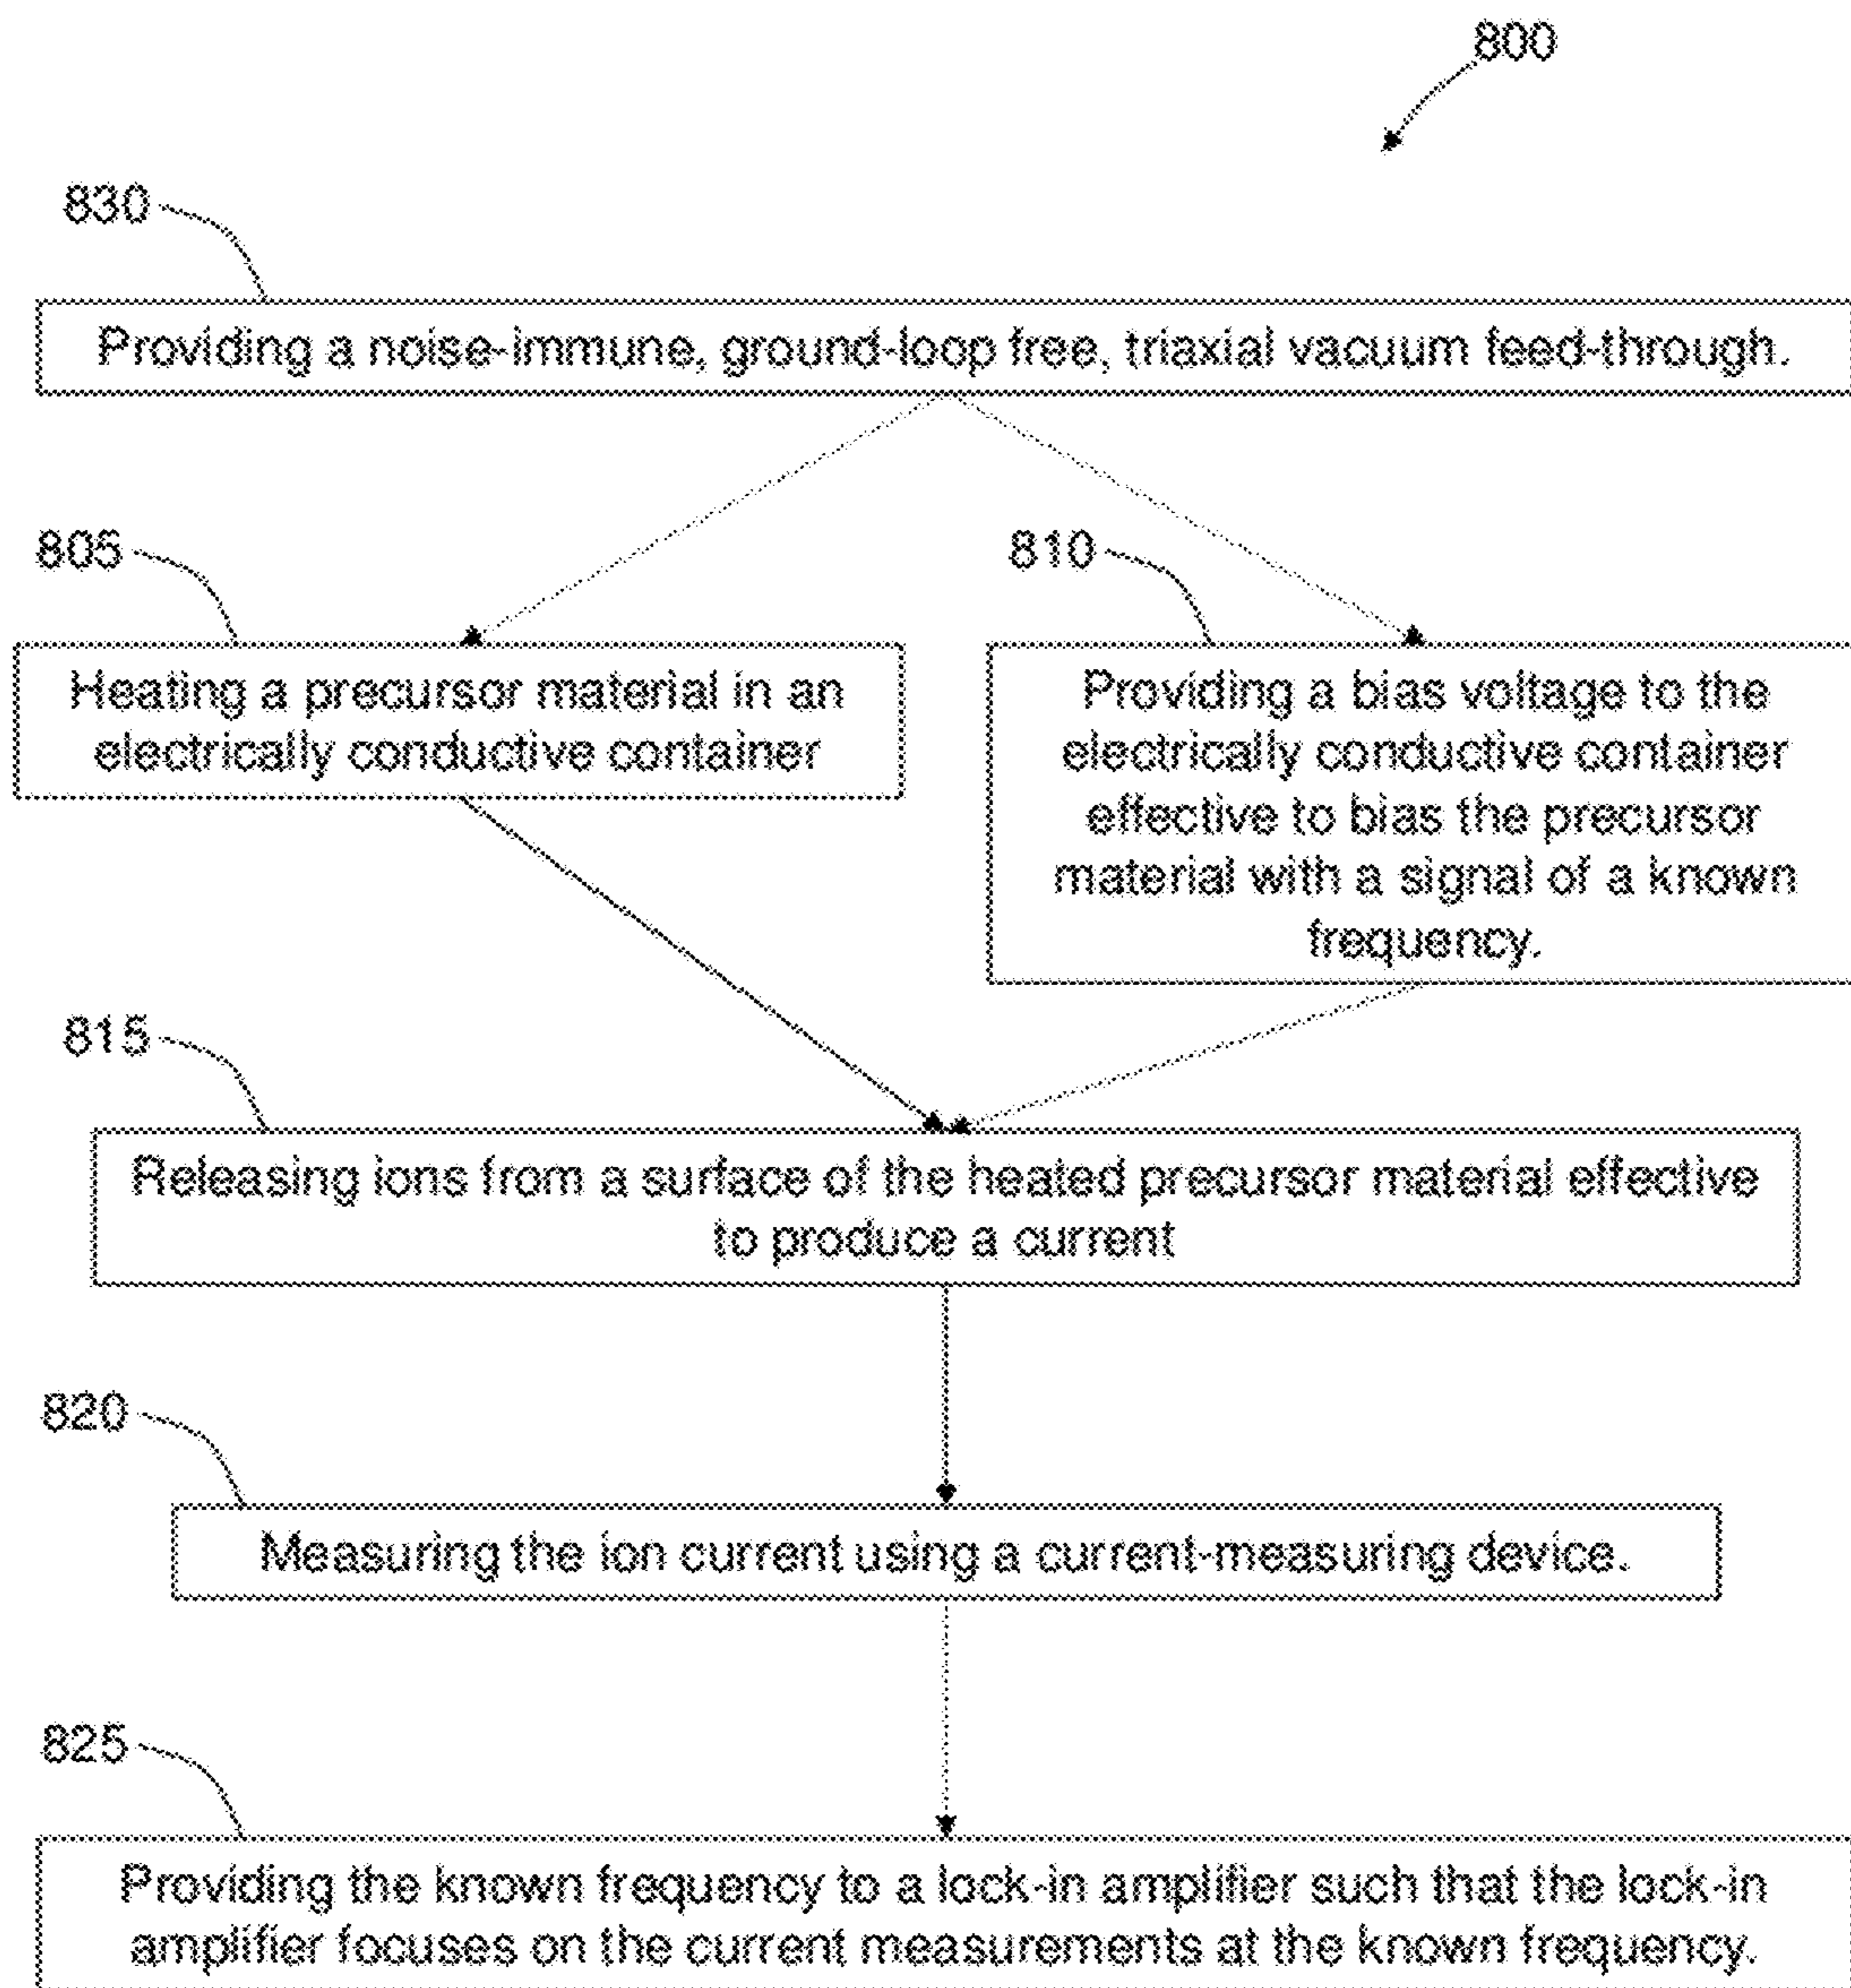 800
830
Providing a noise-immune, ground-loop free, triaxial vacuum feed-through.
805
Heating a precursor material in an
electrically conductive container
810
Providing a bias voltage to the
electrically conductive container
effective to bias the precursor
material with a signal of a known
frequency.
815
Releasing ions from a surface of the heated precursor material effective
to produce a current
820
Measuring the ion current using a current-measuring device.
825
Providing the known frequency to a lock-in amplifier such that the lock-in
amplifier focuses on the current measurements at the known frequency.